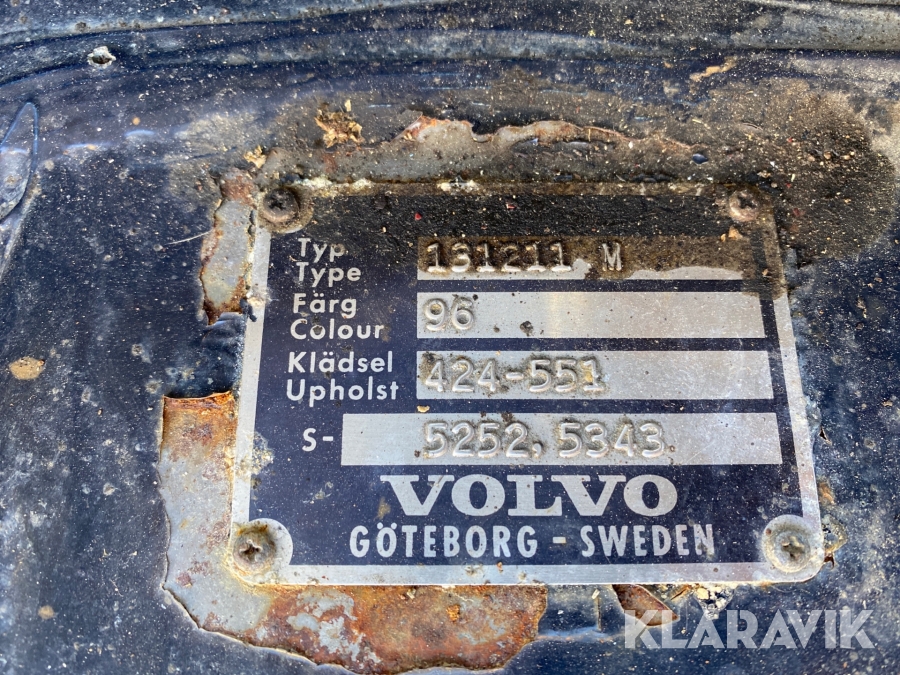 Typ
Type 131211 M
Färg
Colour 96
Klädsel
Upholst 424-551
S- 5252,5343
VOLVO
GÖTEBORG - SWEDEN
KLARAVIK